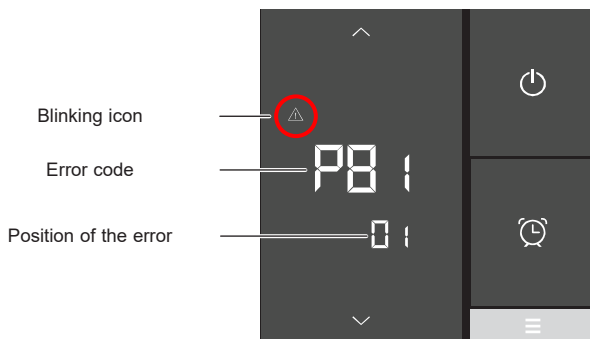 Blinking icon
Error code
P81
Position of the error
01